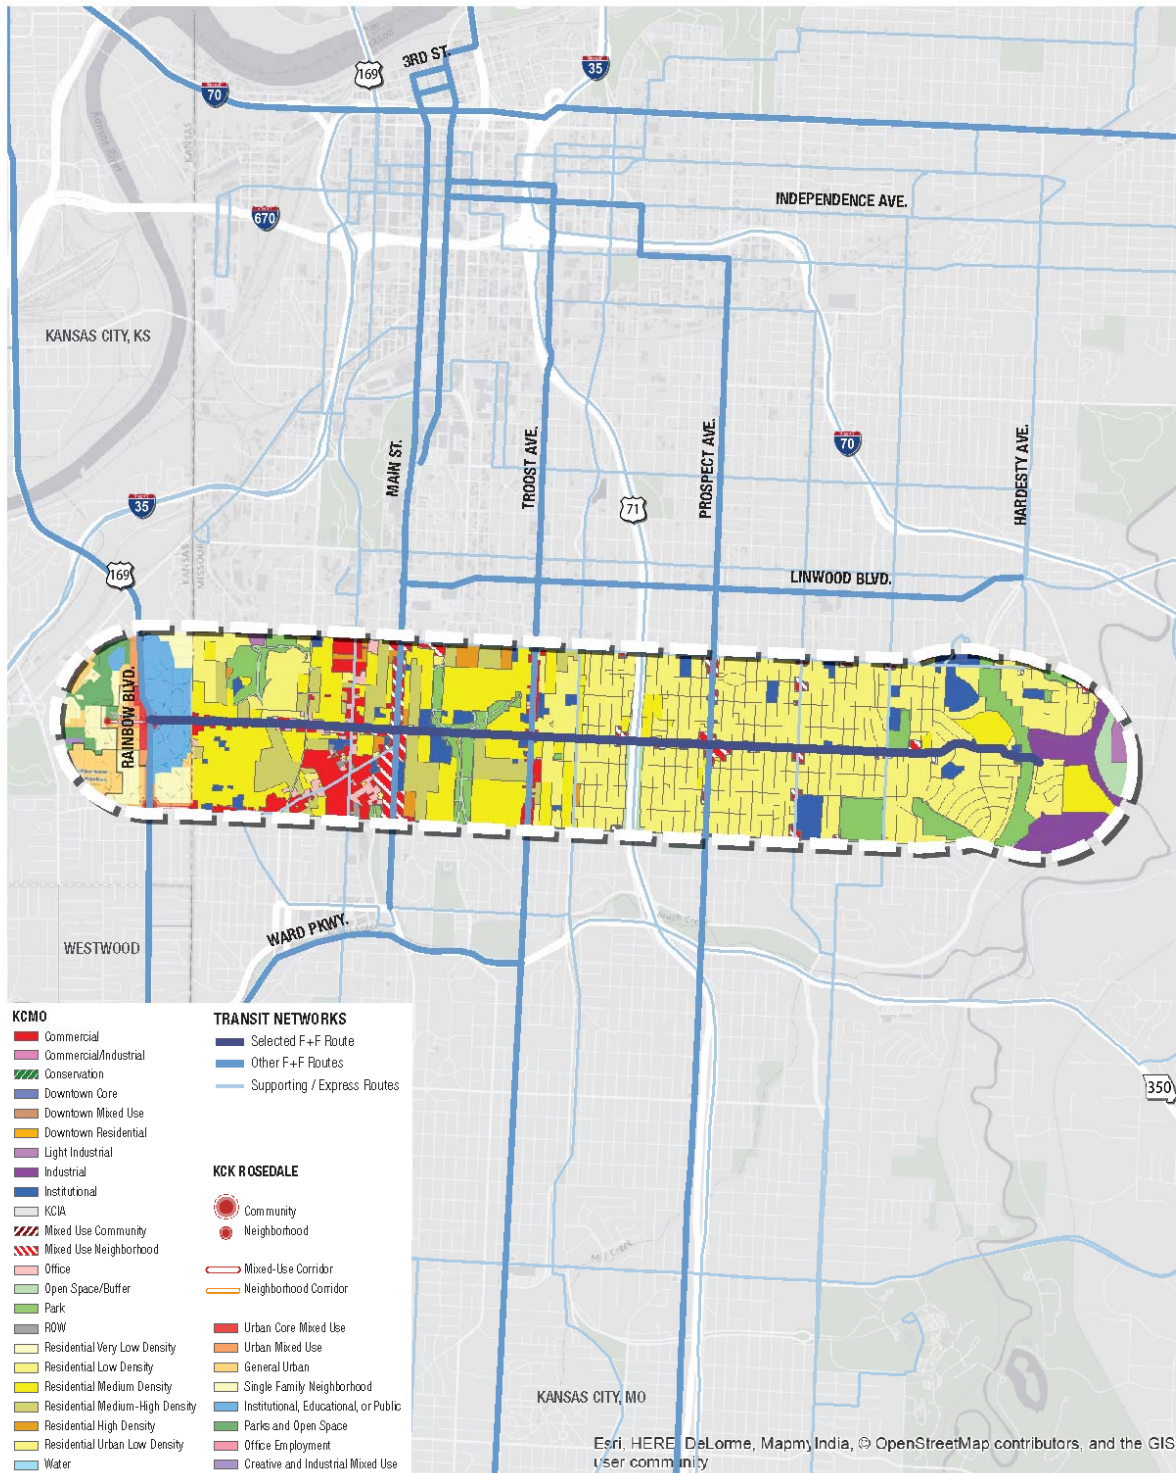 3RD ST.
169
35
70
KANSAS
INDEPENDENCE AVE.
670
KANSAS CITY, KS
MAIN ST.
TROOST AVE.
PROSPECT AVE.
HARDESTY AVE.
70
35
71
KANSAS
MISSOURI
169
LINWOOD BLVD.
RAINBOW BLVD.
WARD PKWY.
WESTWOOD
350
KANSAS CITY, MO
KCMO
Commercial
Commercial/Industrial
Conservation
Downtown Core
Downtown Mixed Use
Downtown Residential
Light Industrial
Industrial
Institutional
KCIA
Mixed Use Community
Mixed Use Neighborhood
Office
Open Space/Buffer
Park
ROW
Residential Very Low Density
Residential Low Density
Residential Medium Density
Residential Medium-High Density
Residential High Density
Residential Urban Low Density
Water
TRANSIT NETWORKS
Selected F+F Route
Other F+F Routes
Supporting / Express Routes
KCK ROSEDALE
Community
Neighborhood
Mixed-Use Corridor
Neighborhood Corridor
Urban Core Mixed Use
Urban Mixed Use
General Urban
Single Family Neighborhood
Institutional, Educational, or Public
Parks and Open Space
Office Employment
Creative and Industrial Mixed Use
Esri, HERE, DeLorme, MapmyIndia, © OpenStreetMap contributors, and the GIS
user community